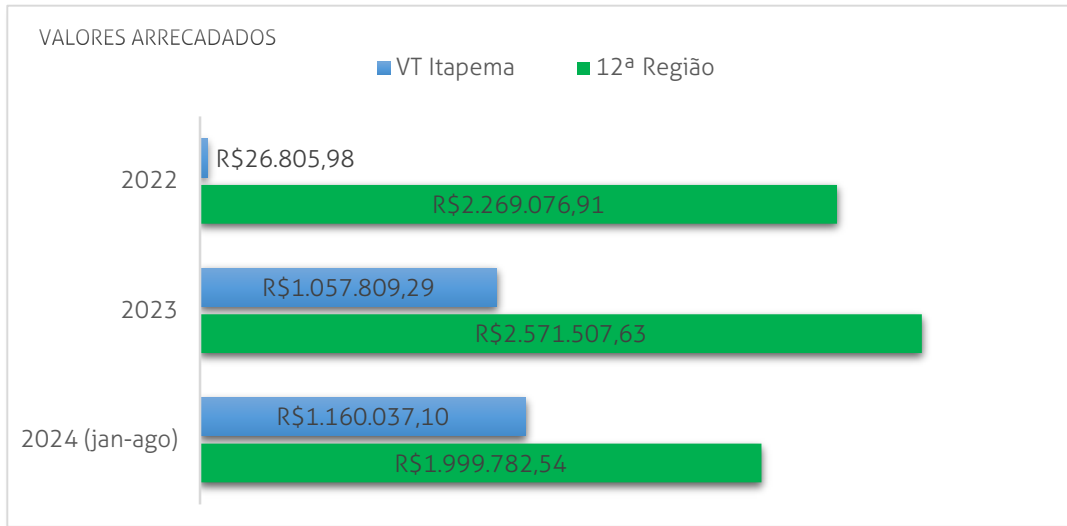 VALORES ARRECADADOS
VT Itapema
12ª Região
2022
R$26.805,98
R$2.269.076,91
2023
R$1.057.809,29
R$2.571.507,63
2024 (jan-ago)
R$1.160.037,10
R$1.999.782,54